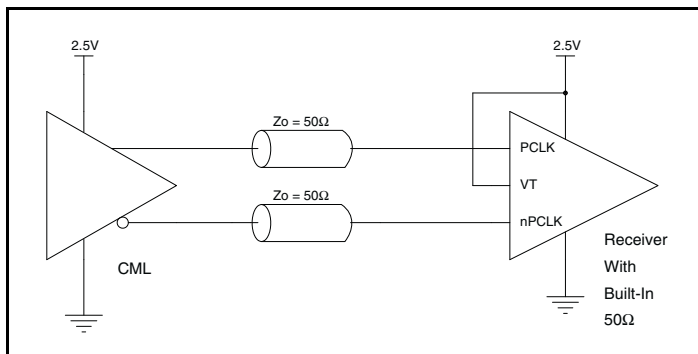 2.5V
2.5V
Zo = 50Ω
PCLK
VT
Zo = 50Ω
nPCLK
CML
Receiver
With
Built-In
50Ω